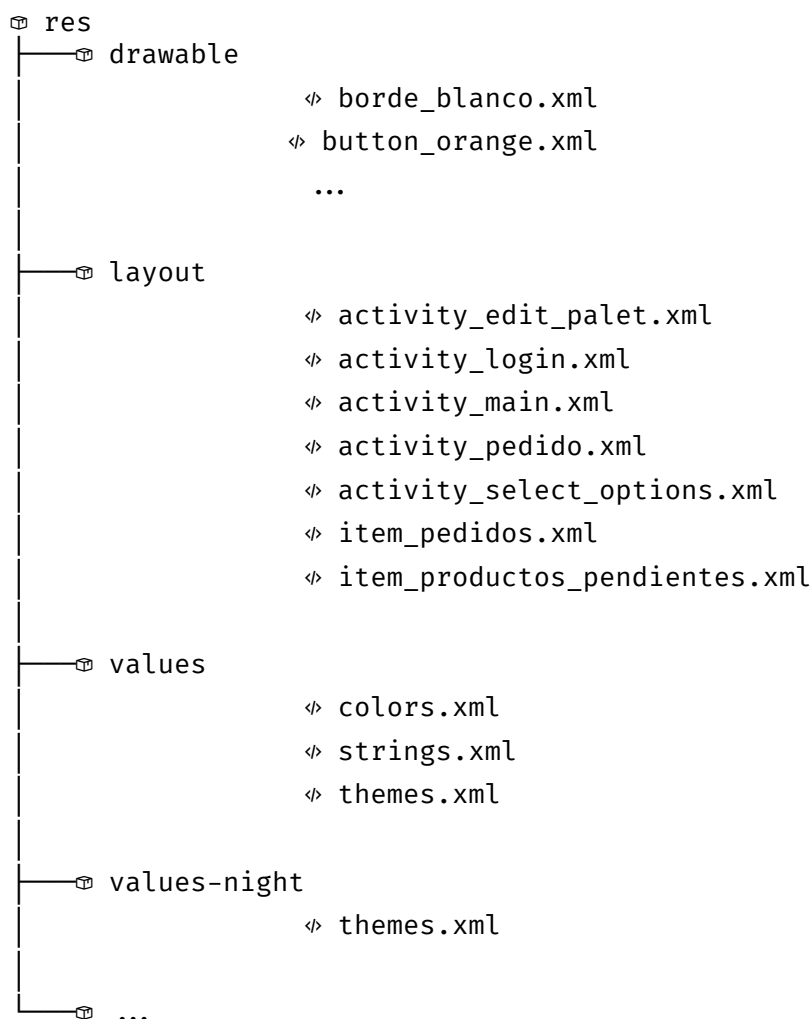 res
drawable
borde_blanco.xml
button_orange.xml
...
layout
activity_edit_palet.xml
activity_login.xml
activity_main.xml
activity_pedido.xml
activity_select_options.xml
item_pedidos.xml
item_productos_pendientes.xml
values
colors.xml
strings.xml
themes.xml
values-night
themes.xml
...